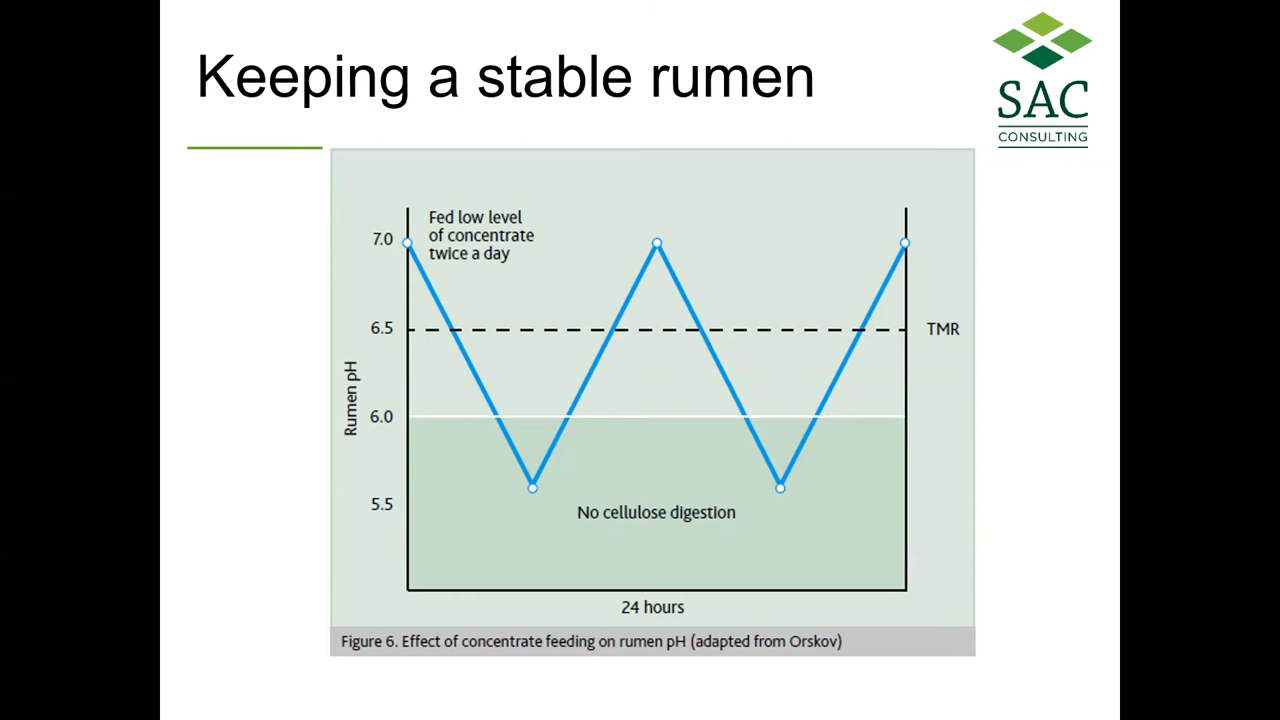 Keeping a stable rumen
SAC
CONSULTING
Fed low level
of concentrate
twice a day
7.0
6.5
TMR
Rumen pH
6.0
5.5
No cellulose digestion
24 hours
Figure 6. Effect of concentrate feeding on rumen pH (adapted from Orskov)